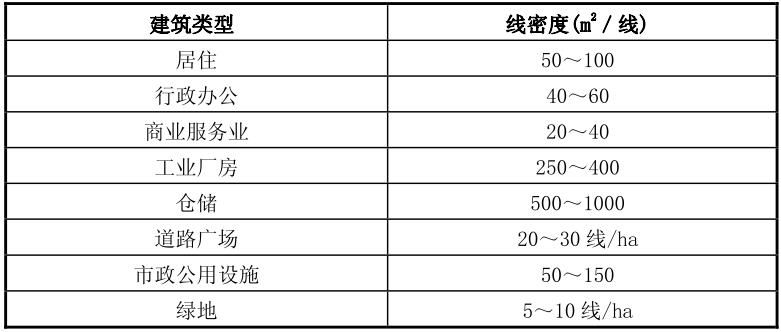 建筑类型 线密度(m²/线)
居住 50～100
行政办公 40～60
商业服务业 20～40
工业厂房 250～400
仓储 500～1000
道路广场 20～30 线/ha
市政公用设施 50～150
绿地 5～10 线/ha